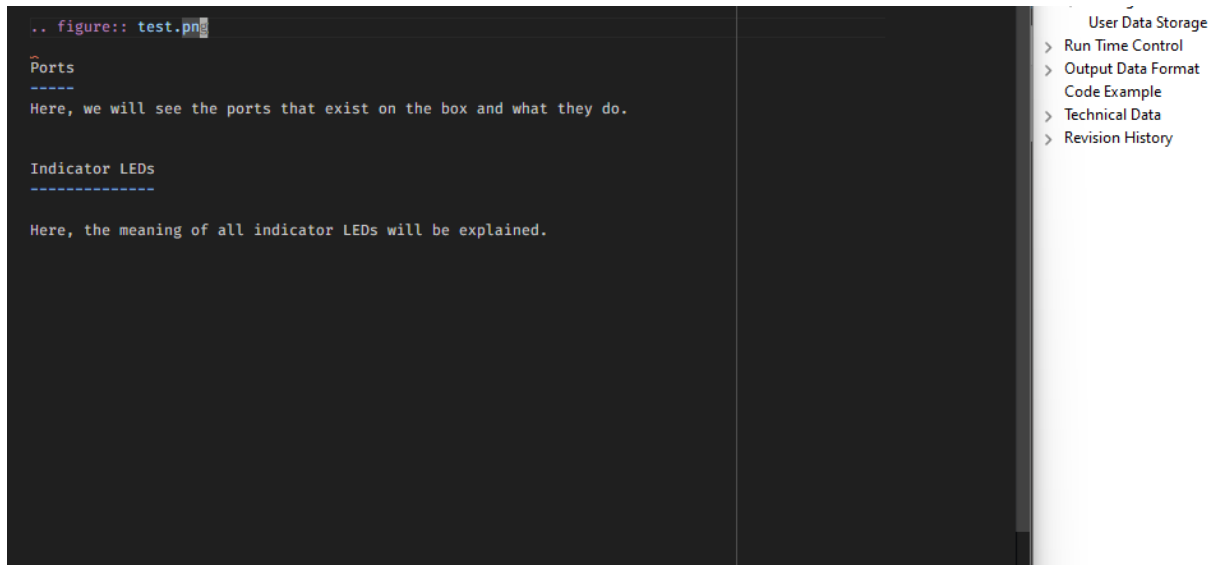 .. figure:: test.png
Ports
-----
Here, we will see the ports that exist on the box and what they do.
Indicator LEDs
--------------
Here, the meaning of all indicator LEDs will be explained.
User Data Storage
> Run Time Control
> Output Data Format
Code Example
> Technical Data
> Revision History